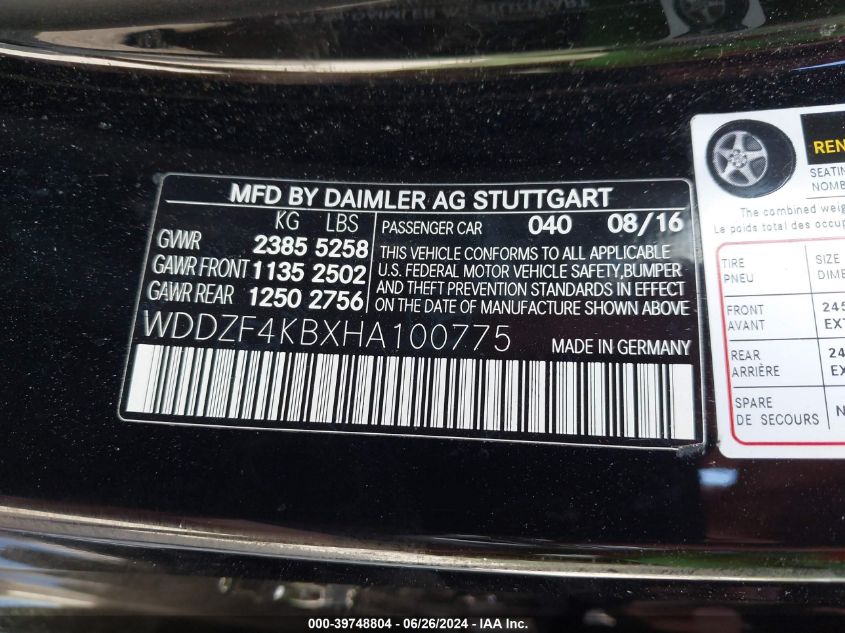 MFD BY DAIMLER AG STUTTGART
KG LBS
GVWR 2385 5258
GAWR FRONT 1135 2502
GAWR REAR 1250 2756
PASSENGER CAR 040 08/16
THIS VEHICLE CONFORMS TO ALL APPLICABLE
U.S. FEDERAL MOTOR VEHICLE SAFETY,BUMPER
AND THEFT PREVENTION STANDARDS IN EFFECT
ON THE DATE OF MANUFACTURE SHOWN ABOVE
WDDZF4KBXHA100775 MADE IN GERMANY
The combined
Le poids total des
TIRE SIZE
PNEU
FRONT
AVANT
REAR
ARRIÈRE
SPARE
DE SECOURS
000-39748804 / 06/26/2024 / © IAA Inc.